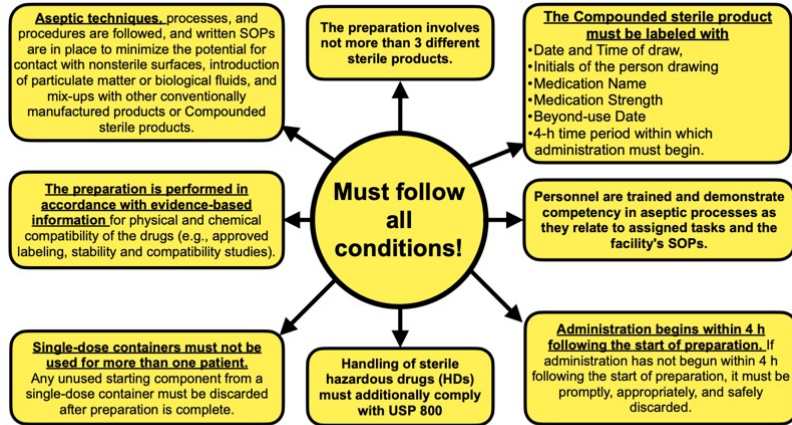 Aseptic techniques, processes, and
procedures are followed, and written SOPs
are in place to minimize the potential for
contact with nonsterile surfaces, introduction
of particulate matter or biological fluids, and
mix-ups with other conventionally
manufactured products or Compounded
sterile products.
The preparation involves
not more than 3 different
sterile products.
The Compounded sterile product
must be labeled with
•Date and Time of draw,
•Initials of the person drawing
•Medication Name
•Medication Strength
•Beyond-use Date
•4-h time period within which
administration must begin.
The preparation is performed in
accordance with evidence-based
information for physical and chemical
compatibility of the drugs (e.g., approved
labeling, stability and compatibility studies).
Must follow
all
conditions!
Personnel are trained and demonstrate
competency in aseptic processes as
they relate to assigned tasks and the
facility's SOPs.
Single-dose containers must not be
used for more than one patient.
Any unused starting component from a
single-dose container must be discarded
after preparation is complete.
Handling of sterile
hazardous drugs (HDs)
must additionally comply
with USP 800
Administration begins within 4 h
following the start of preparation. If
administration has not begun within 4 h
following the start of preparation, it must be
promptly, appropriately, and safely
discarded.